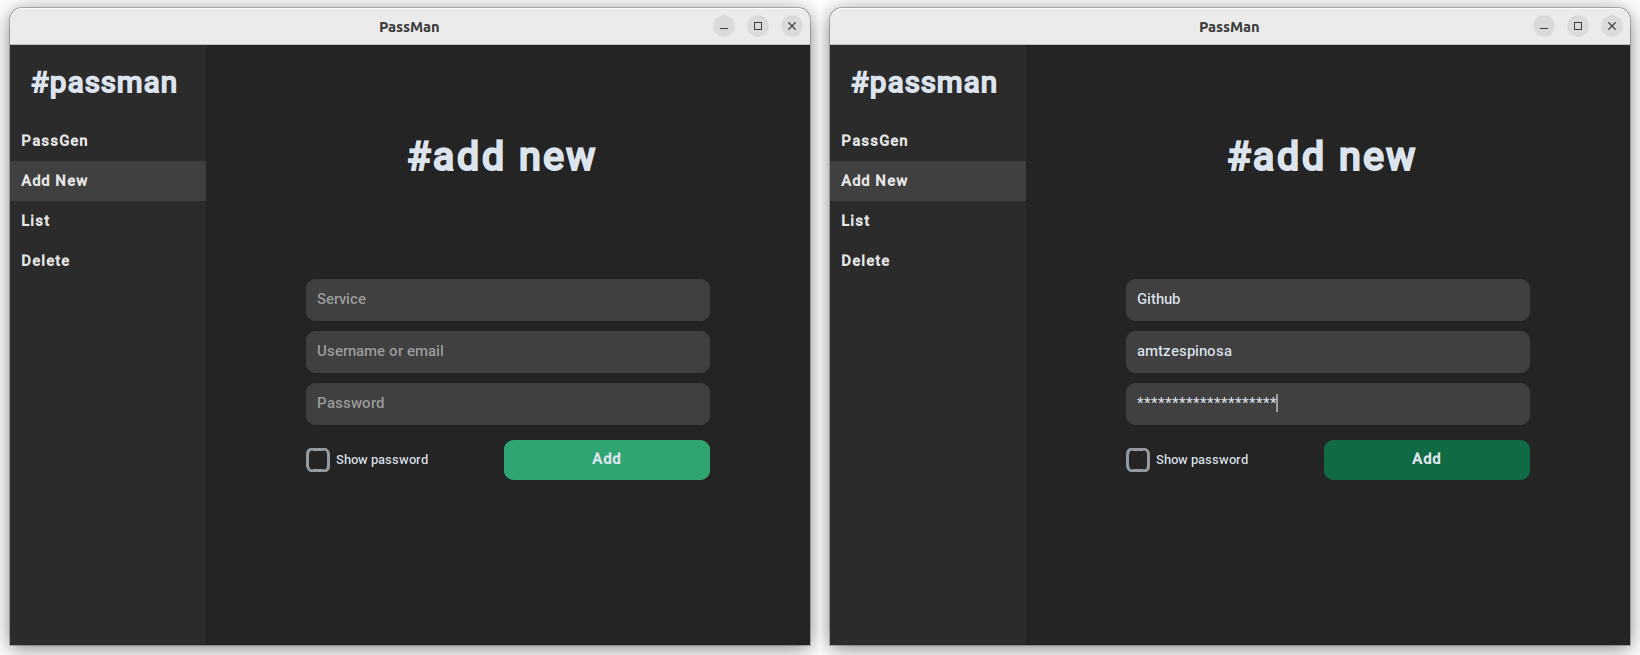 PassMan
#passman
PassGen
Add New
List
Delete
#add new
Service
Username or email
Password
Show password
Add
PassMan
#passman
PassGen
Add New
List
Delete
#add new
Github
amtzespinosa
********************
Show password
Add